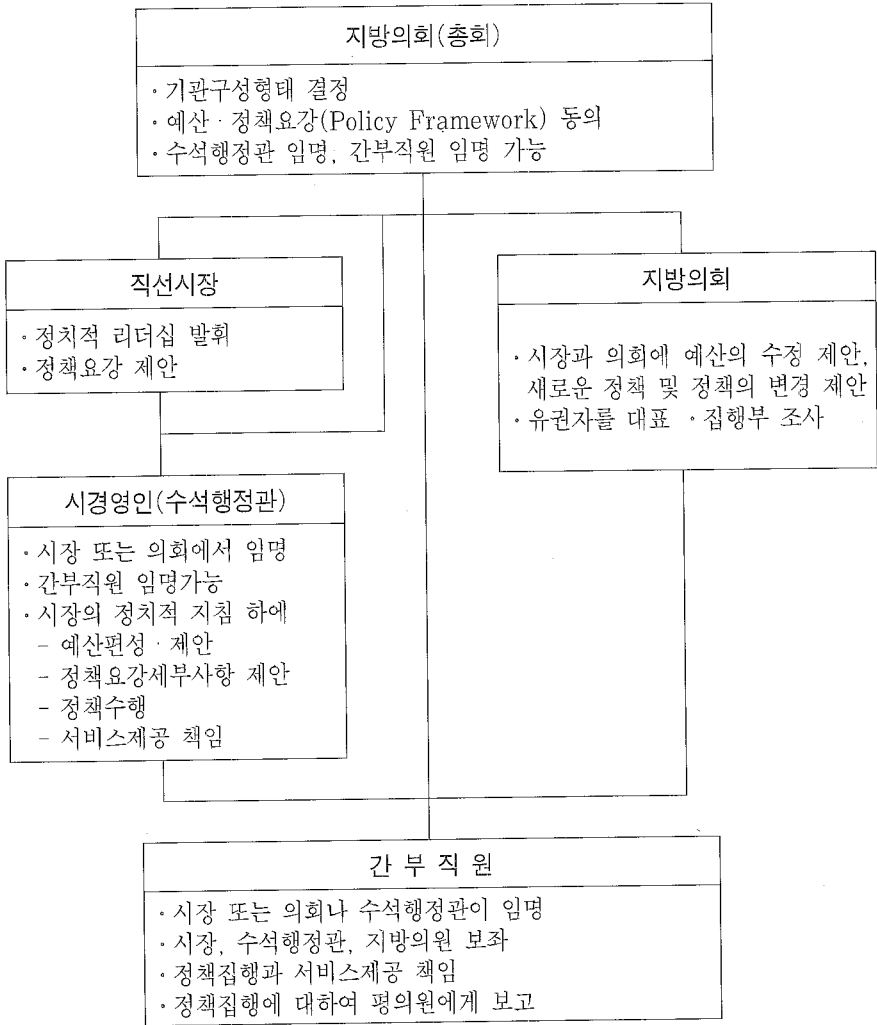 지방의회(총회)
· 기관구성형태 결정
· 예산 · 정책요강(Policy Framework) 동의
· 수석행정관 임명, 간부직원 임명 가능
직선시장
· 정치적 리더십 발휘
· 정책요강 제안
지방의회
· 시장과 의회에 예산의 수정 제안,
새로운 정책 및 정책의 변경 제안
· 유권자를 대표 · 집행부 조사
시경영인(수석행정관)
· 시장 또는 의회에서 임명
· 간부직원 임명가능
· 시장의 정치적 지침 하에
- 예산편성 · 제안
- 정책요강세부사항 제안
- 정책수행
- 서비스제공 책임
간 부 직 원
· 시장 또는 의회나 수석행정관이 임명
· 시장, 수석행정관, 지방의원 보좌
· 정책집행과 서비스제공 책임
· 정책집행에 대하여 평의원에게 보고